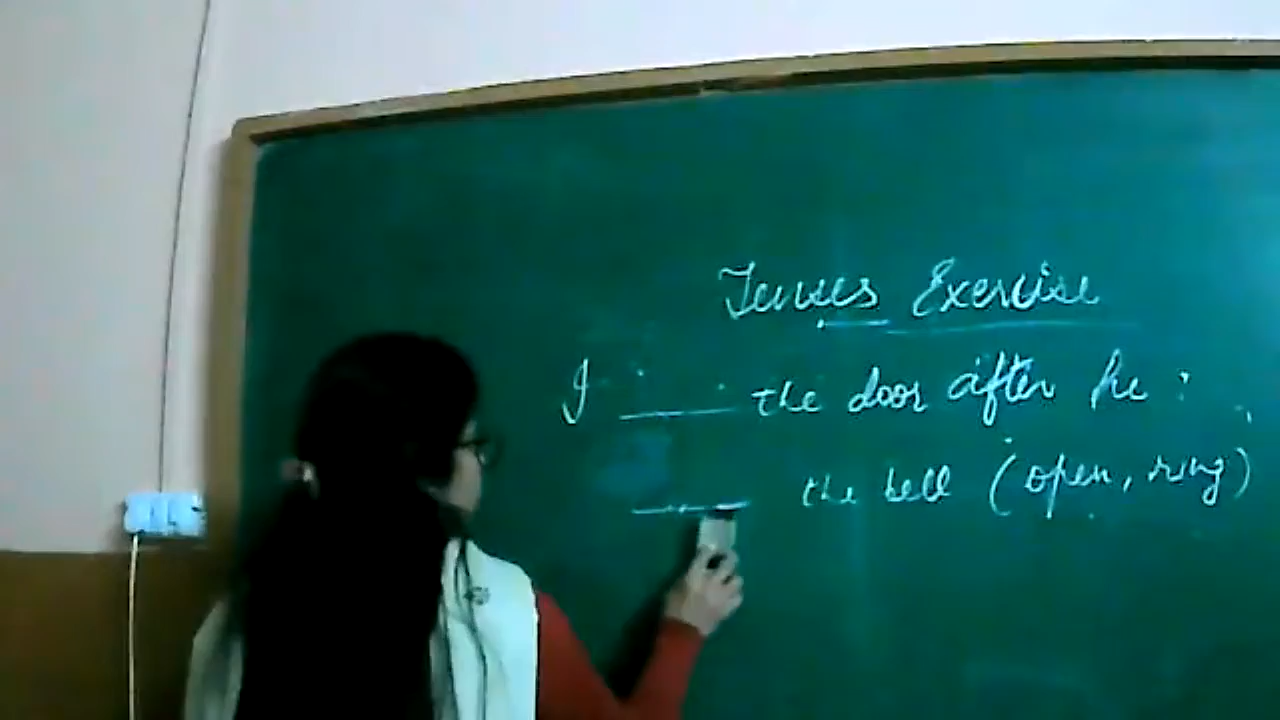 Tenses Exercise
I ____ the door after he
____ the bell (open, ring)